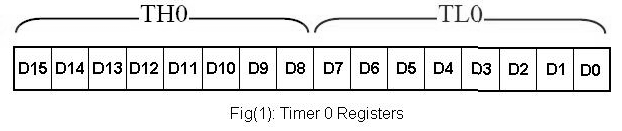 TH0 TL0
D15 D14 D13 D12 D11 D10 D9 D8 D7 D6 D5 D4 D3 D2 D1 D0
Fig(1): Timer 0 Registers